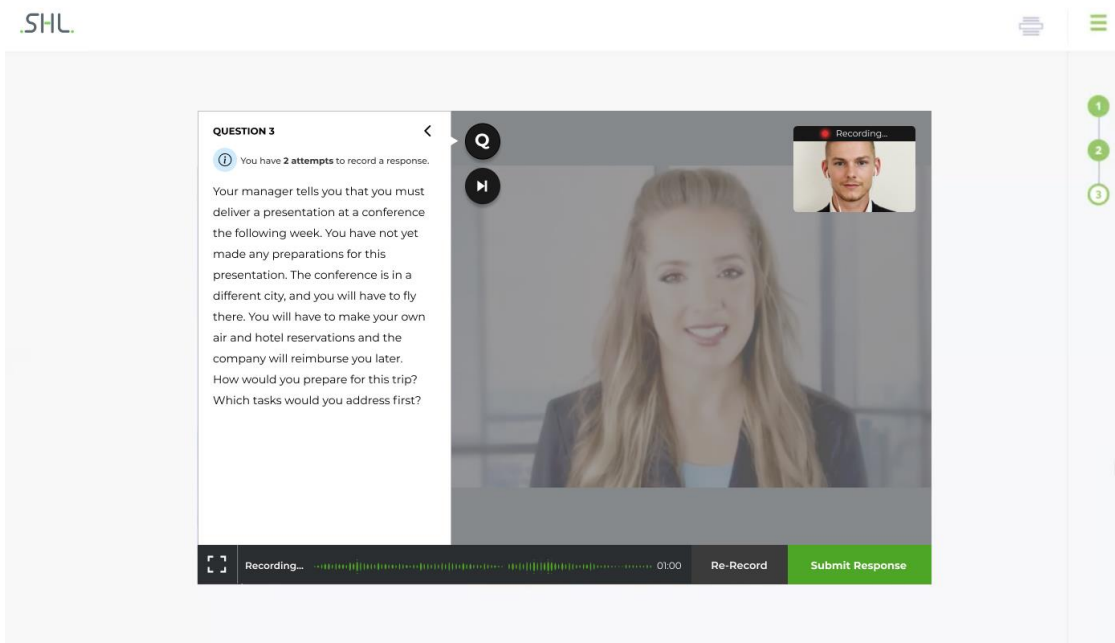 .SHL.
QUESTION 3
Q
Recording...
1
i You have 2 attempts to record a response.
2
Your manager tells you that you must
deliver a presentation at a conference
3
the following week. You have not yet
made any preparations for this
presentation. The conference is in a
different city, and you will have to fly
there. You will have to make your own
air and hotel reservations and the
company will reimburse you later.
How would you prepare for this trip?
Which tasks would you address first?
Recording... 01:00 Re-Record Submit Response